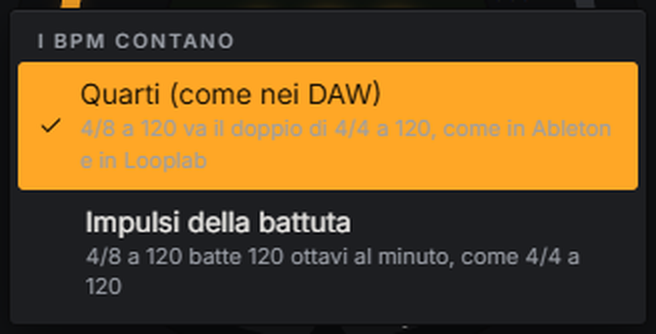 I BPM CONTANO
Quarti (come nei DAW)
4/8 a 120 va il doppio di 4/4 a 120, come in Ableton
e in Looplab
Impulsi della battuta
4/8 a 120 batte 120 ottavi al minuto, come 4/4 a
120